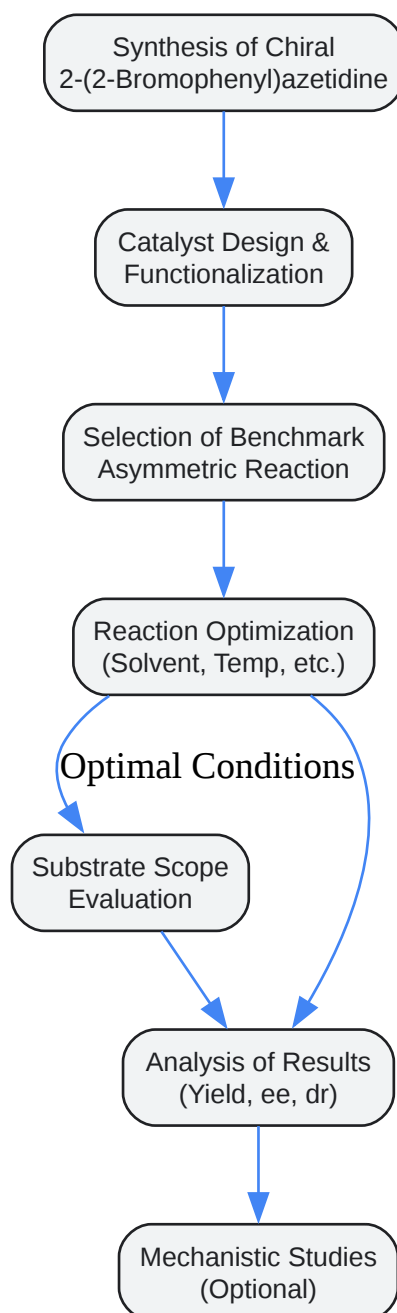 Synthesis of Chiral
2-(2-Bromophenyl)azetidine
Catalyst Design &
Functionalization
Selection of Benchmark
Asymmetric Reaction
Reaction Optimization
(Solvent, Temp, etc.)
Optimal Conditions
Substrate Scope
Evaluation
Analysis of Results
(Yield, ee, dr)
Mechanistic Studies
(Optional)